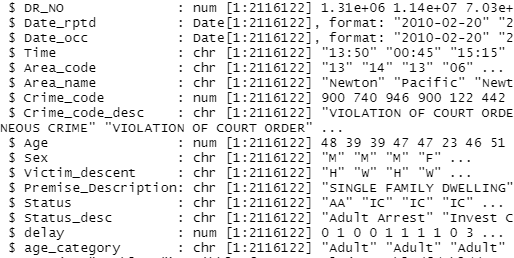 $ DR_NO : num [1:2116122] 1.31e+06 1.14e+07 7.03e+
$ Date_rptd : Date[1:2116122], format: "2010-02-20" "2
$ Date_occ : Date[1:2116122], format: "2010-02-20" "2
$ Time : chr [1:2116122] "13:50" "00:45" "15:15"
$ Area_code : chr [1:2116122] "13" "14" "13" "06" ...
$ Area_name : chr [1:2116122] "Newton" "Pacific" "Newt
$ Crime_code : num [1:2116122] 900 740 946 900 122 442
$ Crime_code_desc : chr [1:2116122] "VIOLATION OF COURT ORDE
NEOUS CRIME" "VIOLATION OF COURT ORDER" ...
$ Age : num [1:2116122] 48 39 39 47 47 23 46 51
$ Sex : chr [1:2116122] "M" "M" "M" "F" ...
$ Victim_descent : chr [1:2116122] "H" "W" "H" "W" ...
$ Premise_Description: chr [1:2116122] "SINGLE FAMILY DWELLING"
$ Status : chr [1:2116122] "AA" "IC" "IC" "IC" ...
$ Status_desc : chr [1:2116122] "Adult Arrest" "Invest C
$ delay : num [1:2116122] 0 1 0 0 1 1 1 1 0 3 ...
$ age_category : chr [1:2116122] "Adult" "Adult" "Adult"